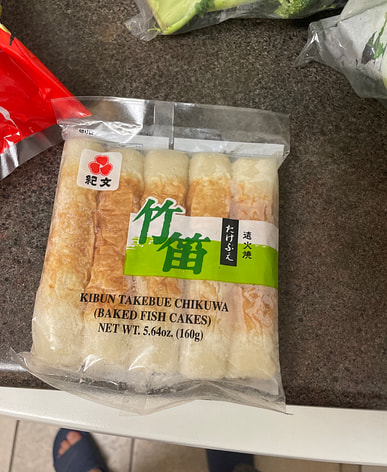 紀文
竹笛
たけふえ
遠火焼
KIBUN TAKEBUE CHIKUWA
(BAKED FISH CAKES)
NET WT. 5.64oz. (160g)